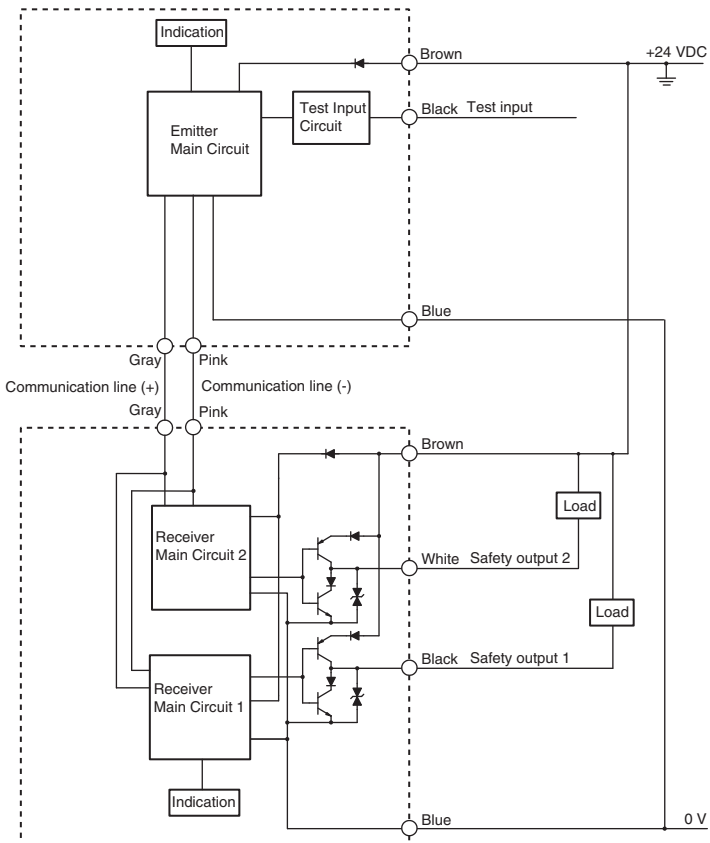 Indication
Brown
+24 VDC
Emitter
Main Circuit
Test Input
Circuit
Black Test input
Blue
Gray
Pink
Communication line (+)
Communication line (-)
Gray
Pink
Brown
Load
Receiver
Main Circuit 2
White Safety output 2
Load
Receiver
Main Circuit 1
Black Safety output 1
Indication
Blue
0 V